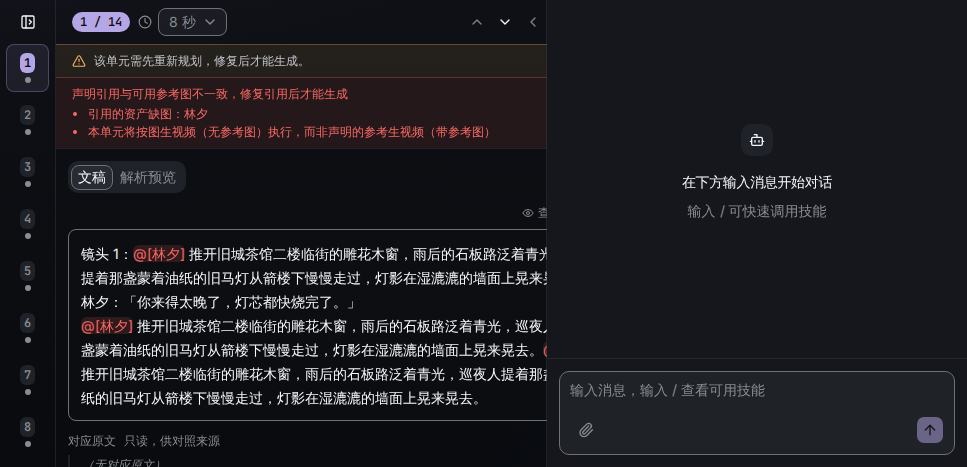 1 / 14
8 秒
1
2
3
4
5
6
7
8
该单元需先重新规划，修复后才能生成。
声明引用与可用参考图不一致，修复引用后才能生成
• 引用的资产缺图：林夕
• 本单元将按图生视频（无参考图）执行，而非声明的参考生视频（带参考图）
文稿 解析预览
镜头 1：@[林夕] 推开旧城茶馆二楼临街的雕花木窗，雨后的石板路泛着青光
提着那盏蒙着油纸的旧马灯从箭楼下慢慢走过，灯影在湿漉漉的墙面上晃来晃
林夕：「你来得太晚了，灯芯都快烧完了。」
@[林夕] 推开旧城茶馆二楼临街的雕花木窗，雨后的石板路泛着青光，巡夜人
盏蒙着油纸的旧马灯从箭楼下慢慢走过，灯影在湿漉漉的墙面上晃来晃去。
推开旧城茶馆二楼临街的雕花木窗，雨后的石板路泛着青光，巡夜人提着那盏
纸的旧马灯从箭楼下慢慢走过，灯影在湿漉漉的墙面上晃来晃去。
对应原文 只读，供对照来源
（无对应原文）
在下方输入消息开始对话
输入 / 可快速调用技能
输入消息，输入 / 查看可用技能